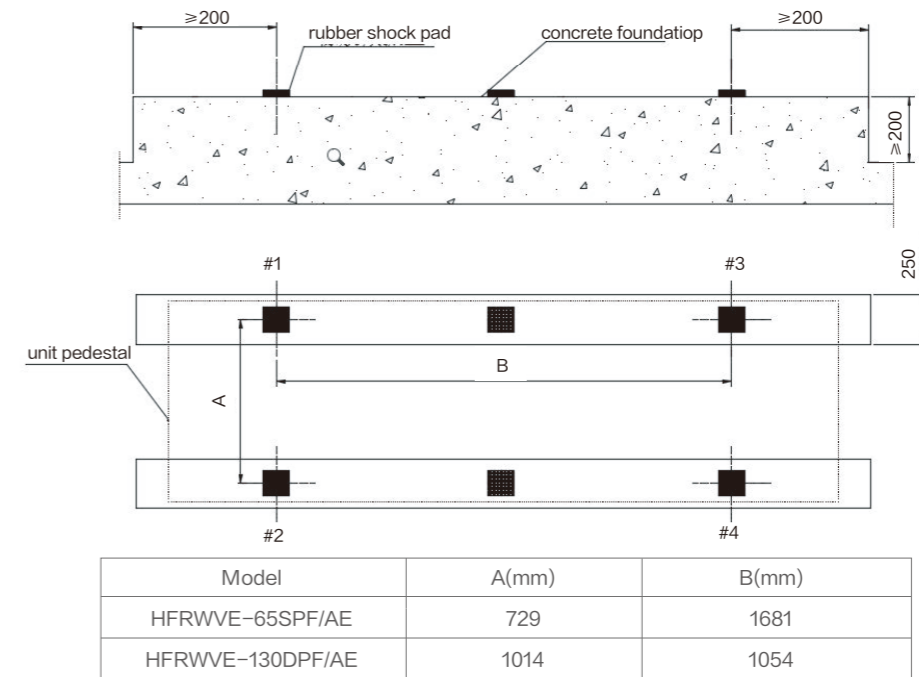 ≥200
≥200
rubber shock pad
concrete foundatiop
≥200
#1
#3
250
unit pedestal
B
A
#2
#4
Model A(mm) B(mm)
HFRWVE-65SPF/AE 729 1681
HFRWVE-130DPF/AE 1014 1054